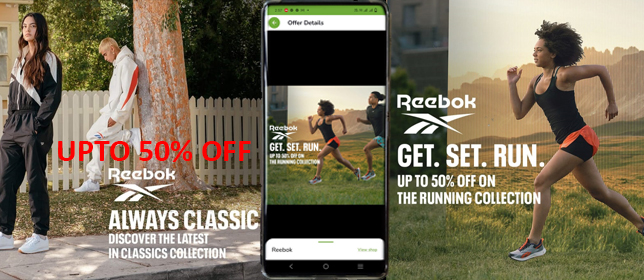 UPTO 50% OFF
Reebok
ALWAYS CLASSIC
DISCOVER THE LATEST
IN CLASSICS COLLECTION
Offer Details
Reebok
GET. SET. RUN.
UP TO 50% OFF ON
THE RUNNING COLLECTION
Reebok
View shop
Reebok
GET. SET. RUN.
UP TO 50% OFF ON
THE RUNNING COLLECTION